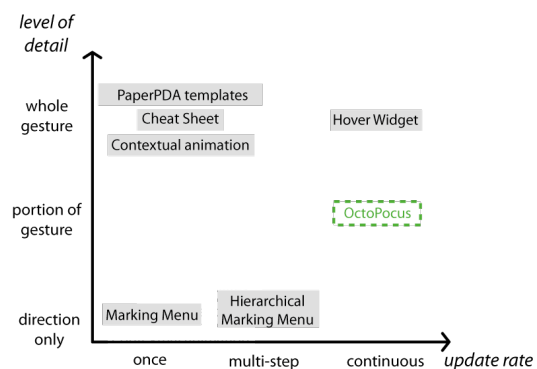 level of
detail
PaperPDA templates
whole
gesture
Cheat Sheet
Hover Widget
Contextual animation
portion of
gesture
OctoPocus
Hierarchical
Marking Menu
Marking Menu
direction
only
once
multi-step
continuous
update rate